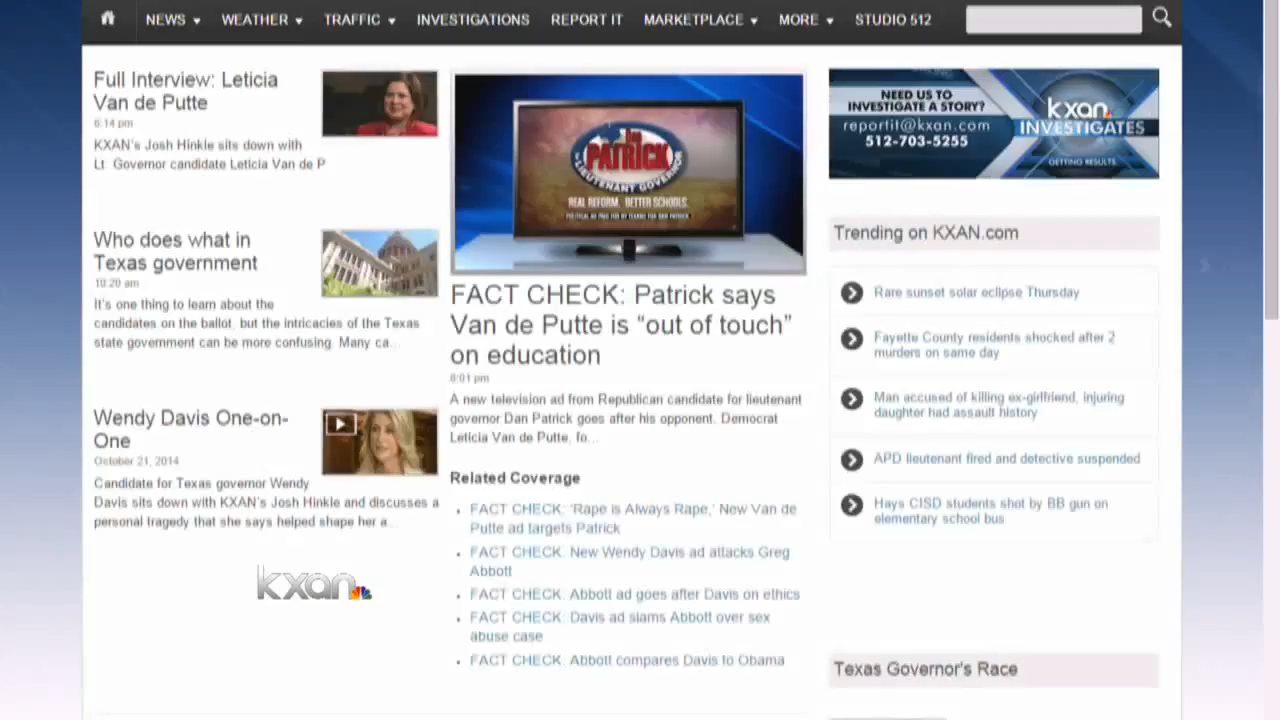 NEWS WEATHER TRAFFIC INVESTIGATIONS REPORT IT MARKETPLACE MORE STUDIO 512
Full Interview: Leticia
Van de Putte
6:14 pm
KXAN's Josh Hinkle sits down with
Lt. Governor candidate Leticia Van de P
Who does what in
Texas government
10:20 am
It's one thing to learn about the
candidates on the ballot, but the intricacies of the Texas
state government can be more confusing. Many ca...
Wendy Davis One-on-
One
October 21, 2014
Candidate for Texas governor Wendy
Davis sits down with KXAN's Josh Hinkle and discusses a
personal tragedy that she says helped shape her a...
kxan
Dan
PATRICK
LIEUTENANT GOVERNOR
REAL REFORM. BETTER SCHOOLS.
POLITICAL AD PAID FOR BY TEXANS FOR DAN PATRICK
FACT CHECK: Patrick says
Van de Putte is “out of touch”
on education
8:01 pm
A new television ad from Republican candidate for lieutenant
governor Dan Patrick goes after his opponent. Democrat
Leticia Van de Putte, fo...
Related Coverage
FACT CHECK: ‘Rape is Always Rape,’ New Van de
Putte ad targets Patrick
FACT CHECK: New Wendy Davis ad attacks Greg
Abbott
FACT CHECK: Abbott ad goes after Davis on ethics
FACT CHECK: Davis ad slams Abbott over sex
abuse case
FACT CHECK: Abbott compares Davis to Obama
NEED US TO
INVESTIGATE A STORY?
reportit@kxan.com
512-703-5255
kxan
INVESTIGATES
GETTING RESULTS.
Trending on KXAN.com
Rare sunset solar eclipse Thursday
Fayette County residents shocked after 2
murders on same day
Man accused of killing ex-girlfriend, injuring
daughter had assault history
APD lieutenant fired and detective suspended
Hays CISD students shot by BB gun on
elementary school bus
Texas Governor's Race